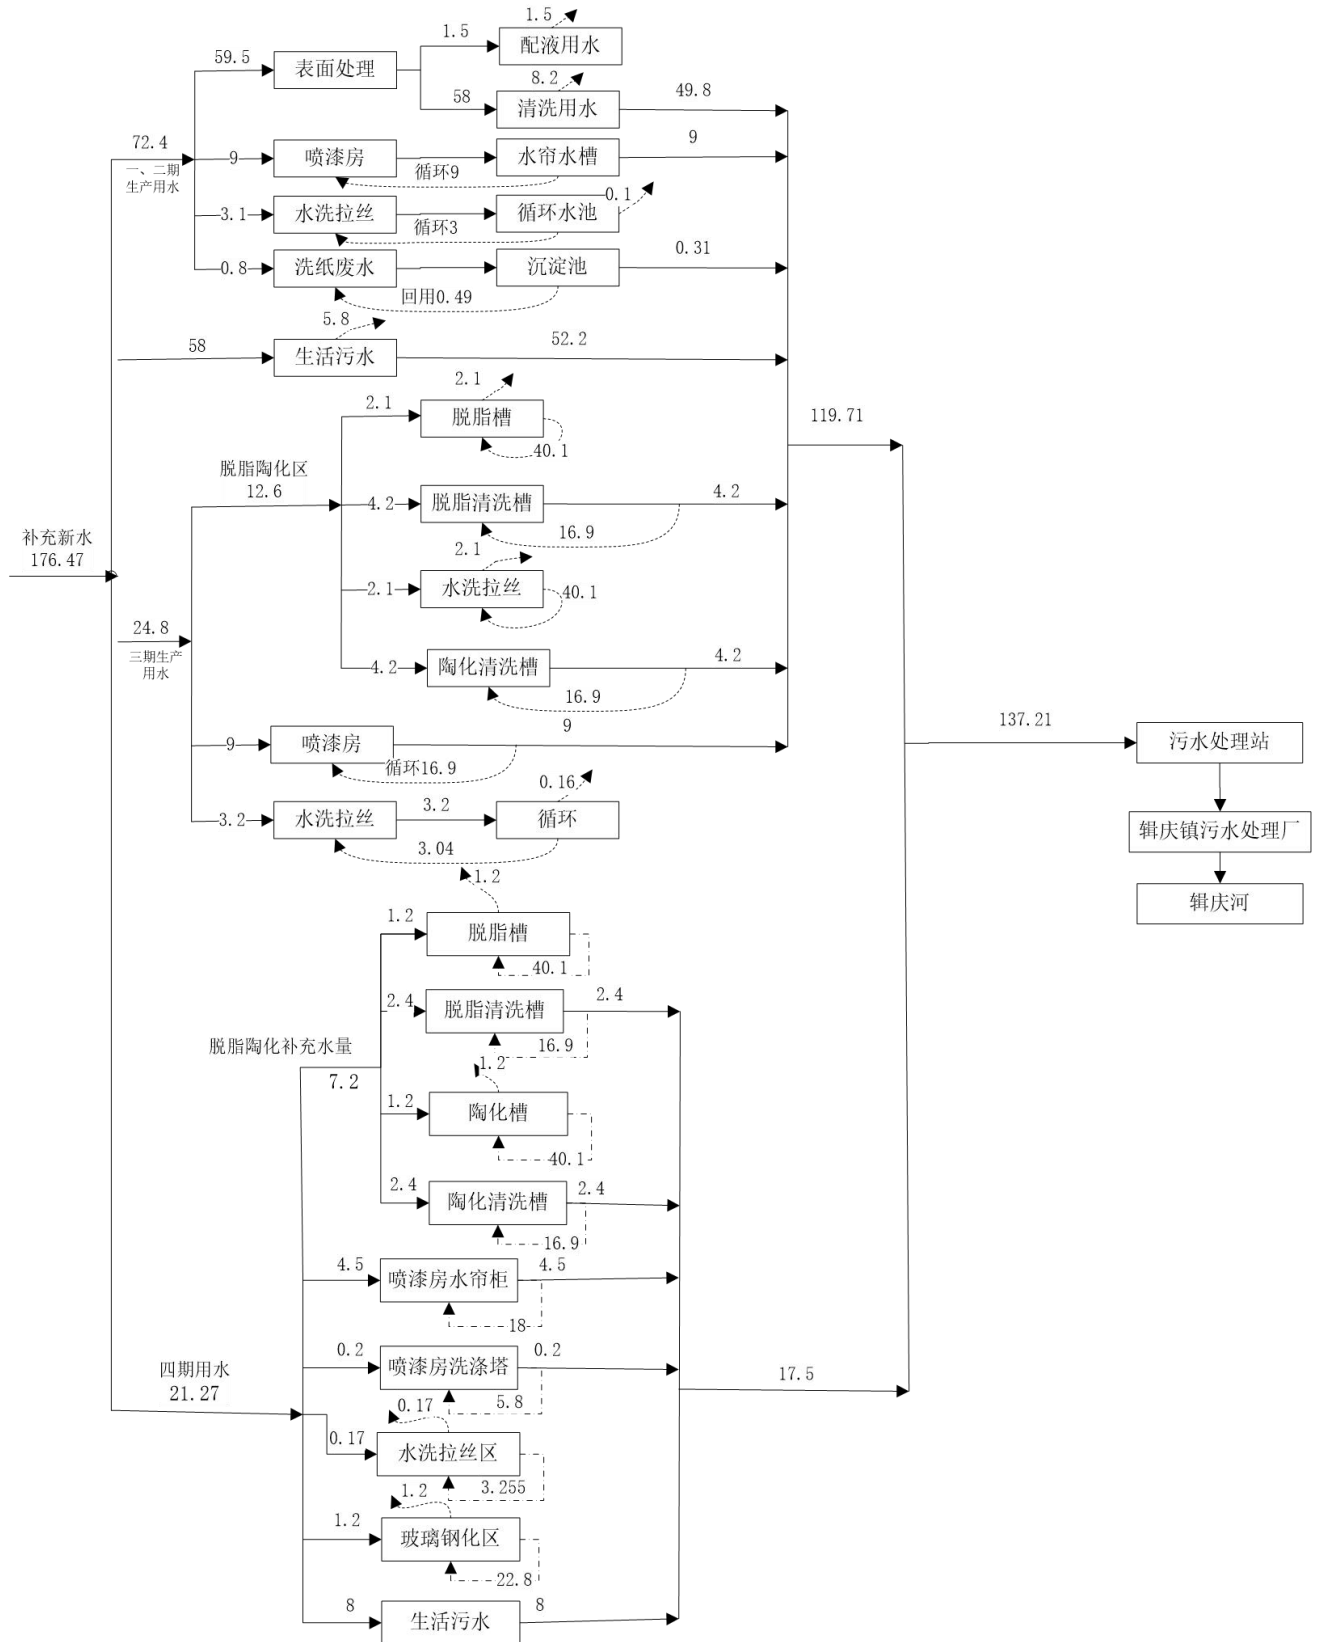 1.5
59.5
表面处理
1.5
配液用水
8.2
58
清洗用水
49.8
72.4
一、二期
生产用水
9
喷漆房
循环9
水帘水槽
9
3.1
水洗拉丝
循环3
循环水池
0.1
0.8
洗纸废水
回用0.49
沉淀池
0.31
5.8
58
生活污水
52.2
2.1
2.1
脱脂槽
40.1
119.71
脱脂陶化区
12.6
4.2
脱脂清洗槽
16.9
4.2
补充新水
176.47
2.1
2.1
水洗拉丝
40.1
24.8
三期生产
用水
4.2
陶化清洗槽
16.9
4.2
9
喷漆房
循环16.9
9
137.21
污水处理站
3.2
水洗拉丝
3.2
循环
0.16
3.04
辑庆镇污水处理厂
辑庆河
1.2
1.2
脱脂槽
40.1
2.4
脱脂清洗槽
2.4
16.9
脱脂陶化补充水量
7.2
1.2
1.2
陶化槽
40.1
2.4
陶化清洗槽
2.4
16.9
4.5
喷漆房水帘柜
4.5
18
0.2
喷漆房洗涤塔
0.2
5.8
四期用水
21.27
17.5
0.17
0.17
水洗拉丝区
3.255
1.2
1.2
玻璃钢化区
22.8
8
生活污水
8